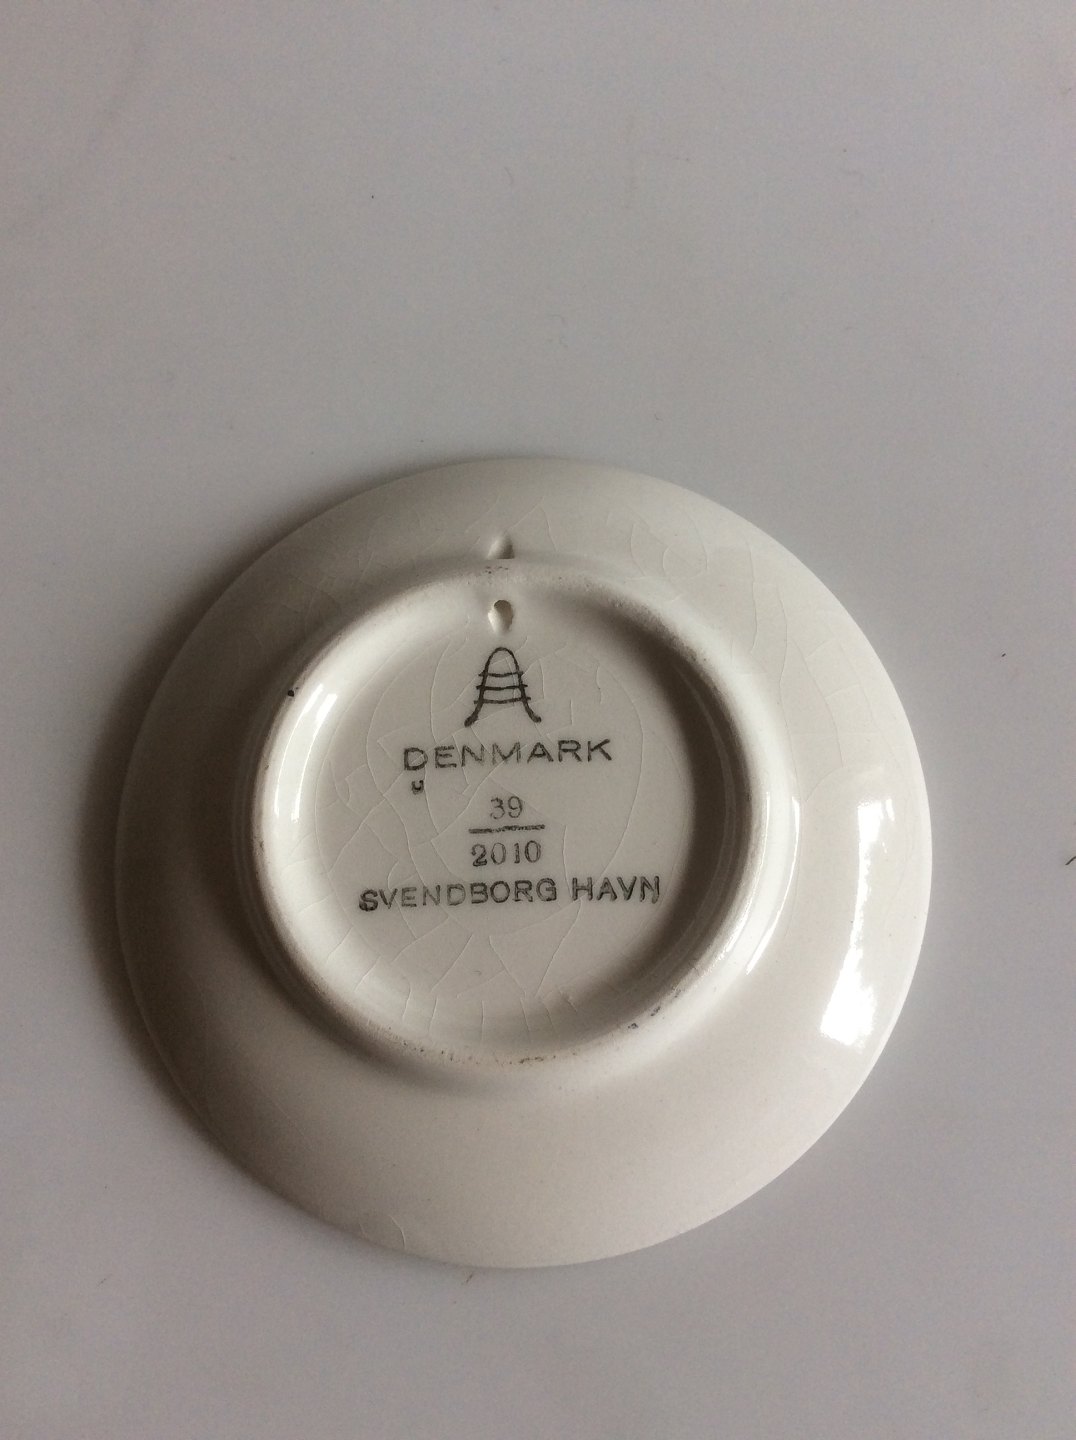 DENMARK
39
2010
SVENDBORG HAVN